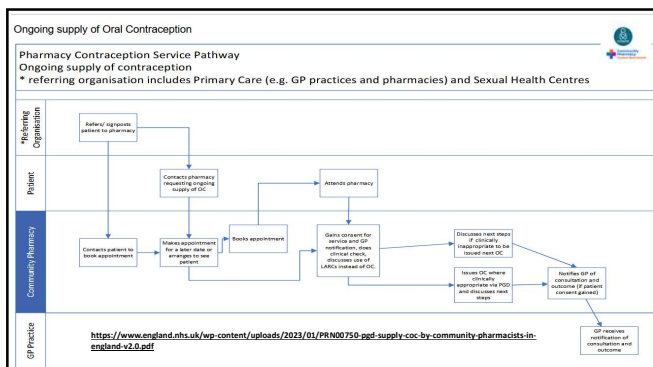 Ongoing supply of Oral Contraception
Pharmacy Contraception Service Pathway
Ongoing supply of contraception
* referring organisation includes Primary Care (e.g. GP practices and pharmacies) and Sexual Health Centres
*Referring
Organisation
Refers/ signposts
patient to pharmacy
Patient
Contacts pharmacy
requesting ongoing
supply of OC
Attends pharmacy
Community Pharmacy
Contacts patient to
book appointment
Makes appointment
for a later date or
arranges to see
patient
Books appointment
Gains consent for
service and GP
notification, does
clinical check,
discusses use of
LARCs instead of OC.
Discusses next steps
if clinically
inappropriate to be
issued next OC
Issues OC where
clinically
appropriate via PGD
and discusses next
steps
Notifies GP of
consultation and
outcome (if patient
consent gained)
GP Practice
https://www.england.nhs.uk/wp-content/uploads/2023/01/PRN00750-pgd-supply-coc-by-community-pharmacists-in-
england-v2.0.pdf
GP receives
notification of
consultation and
outcome
Community
Pharmacy